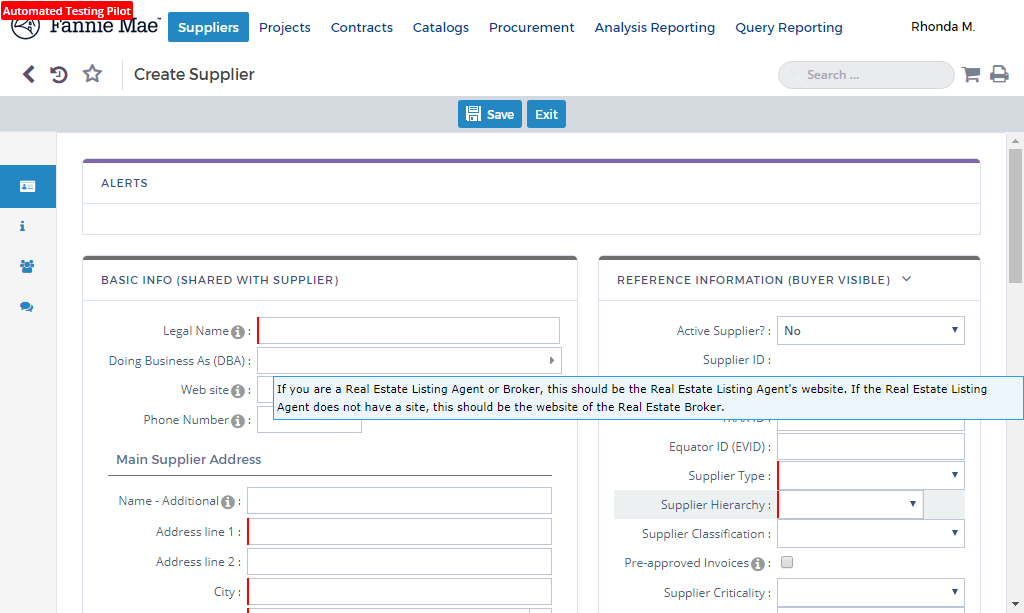 Automated Testing Pilot
Fannie Mae
Suppliers Projects Contracts Catalogs Procurement Analysis Reporting Query Reporting Rhonda M.
Create Supplier
Search ...
Save Exit
ALERTS
BASIC INFO (SHARED WITH SUPPLIER)
Legal Name :
Doing Business As (DBA) :
Web site :
If you are a Real Estate Listing Agent or Broker, this should be the Real Estate Listing Agent's website. If the Real Estate Listing
Agent does not have a site, this should be the website of the Real Estate Broker.
Phone Number :
Main Supplier Address
Name - Additional :
Address line 1 :
Address line 2 :
City :
REFERENCE INFORMATION (BUYER VISIBLE)
Active Supplier? : No
Supplier ID :
Equator ID (EVID) :
Supplier Type :
Supplier Hierarchy :
Supplier Classification :
Pre-approved Invoices :
Supplier Criticality :